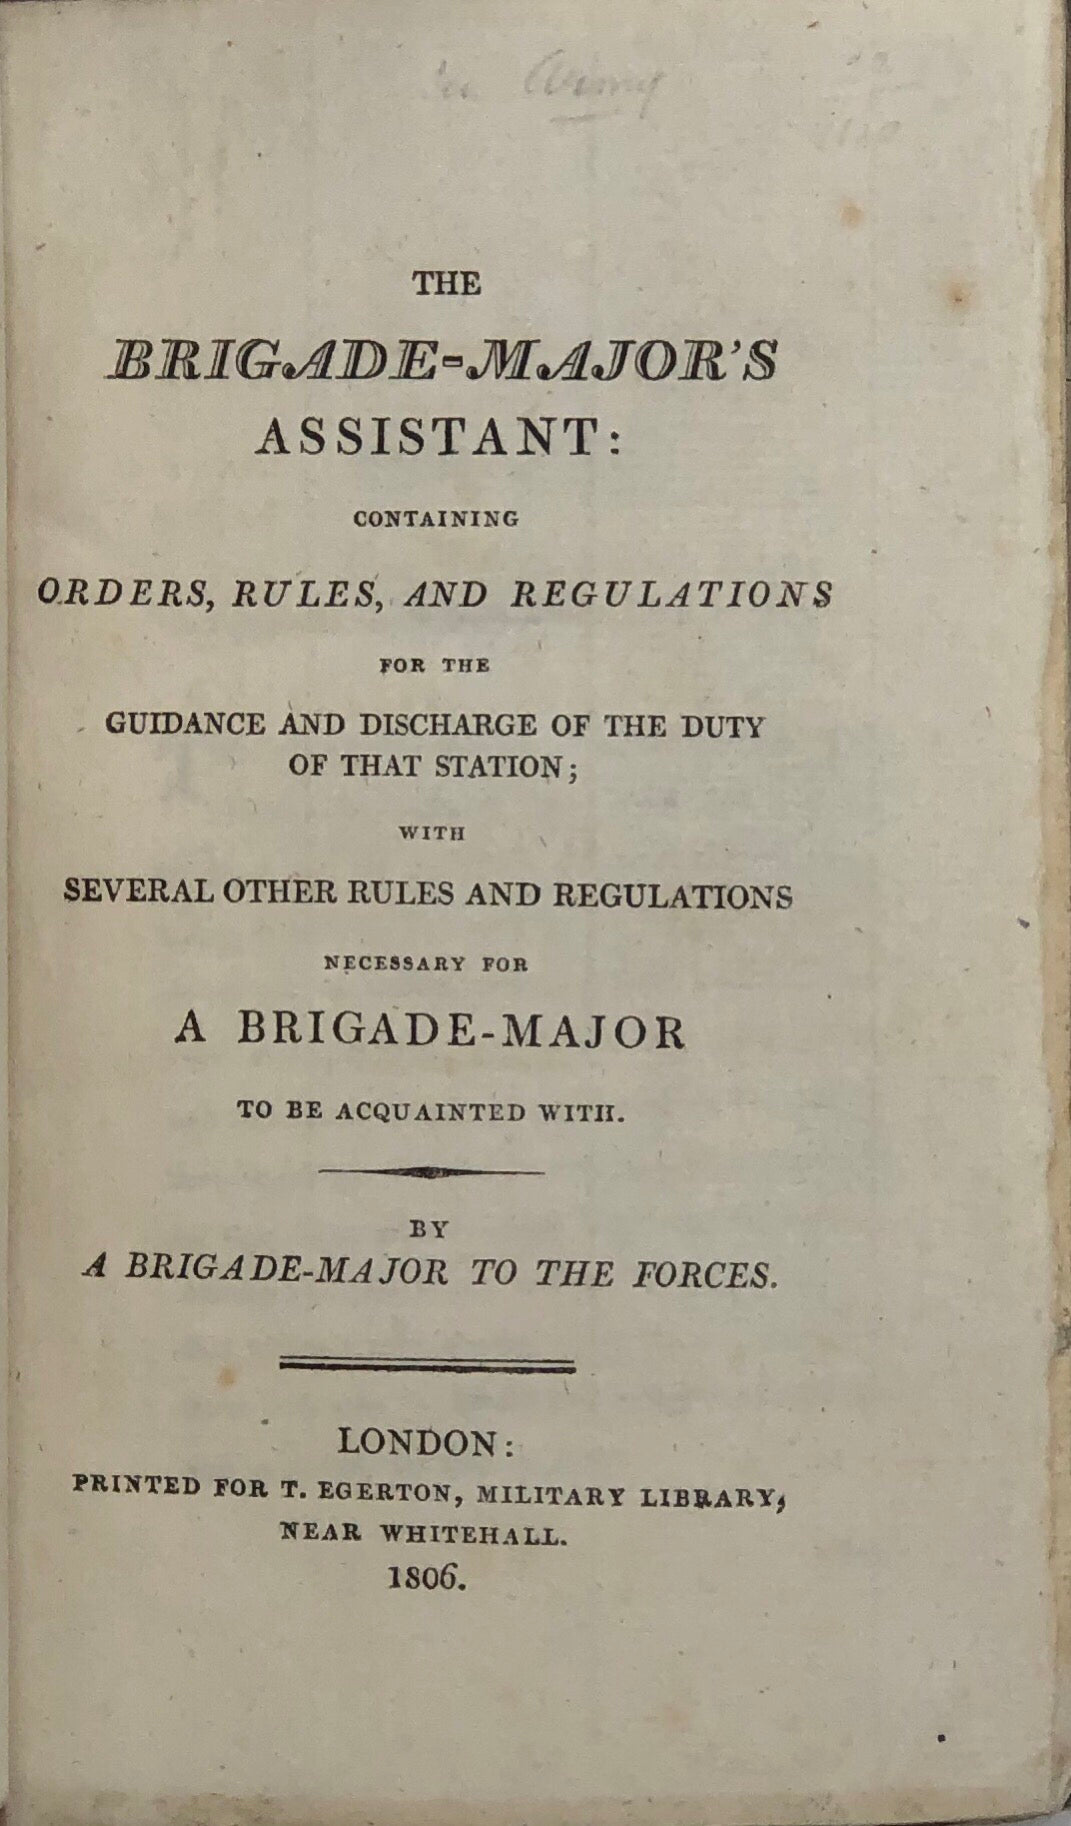 Army
THE
BRIGADE-MAJOR'S
ASSISTANT:
CONTAINING
ORDERS, RULES, AND REGULATIONS
FOR THE
GUIDANCE AND DISCHARGE OF THE DUTY
OF THAT STATION;
WITH
SEVERAL OTHER RULES AND REGULATIONS
NECESSARY FOR
A BRIGADE-MAJOR
TO BE ACQUAINTED WITH.
BY
A BRIGADE-MAJOR TO THE FORCES.
LONDON:
PRINTED FOR T. EGERTON, MILITARY LIBRARY,
NEAR WHITEHALL.
1806.